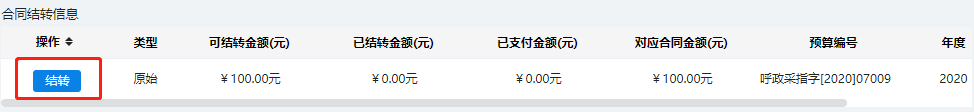 合同结转信息
操作 类型 可结转金额(元) 已结转金额(元) 已支付金额(元) 对应合同金额(元) 预算编号 年度
结转 原始 ￥100.00元 ￥0.00元 ￥0.00元 ￥100.00元 呼政采指字[2020]07009 2020